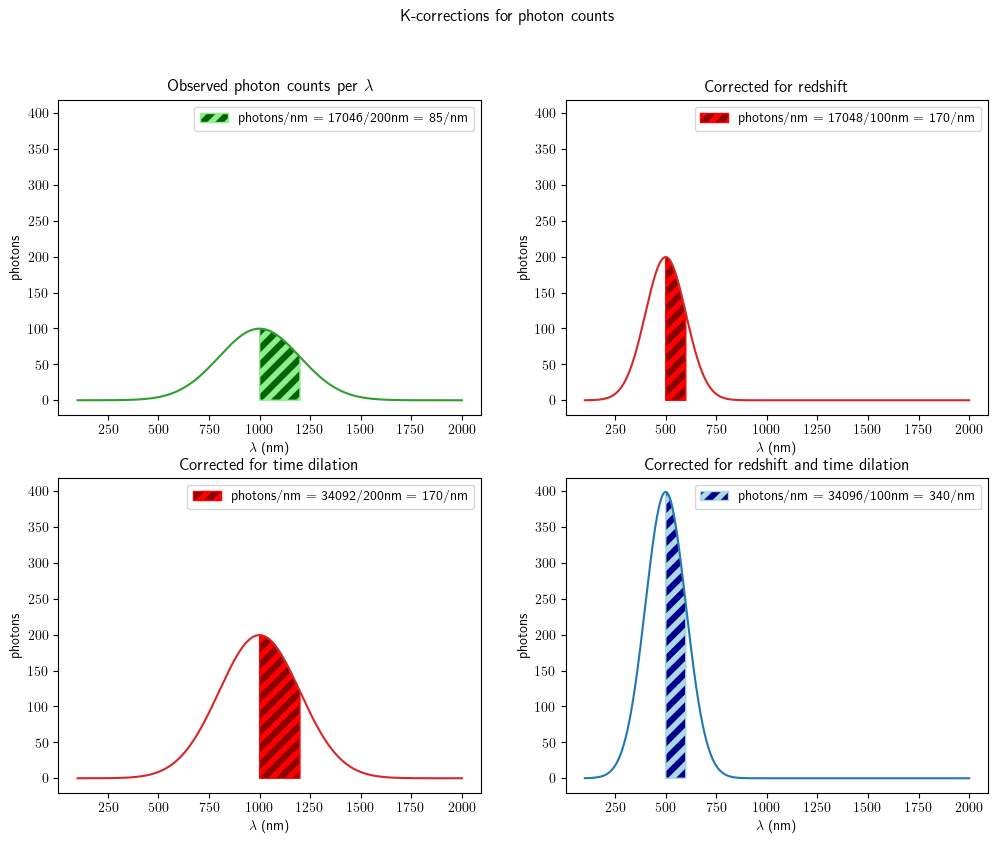 K-corrections for photon counts
Observed photon counts per λ
photons/nm = 17046/200nm = 85/nm
400
350
300
250
200
150
100
50
0
photons
250 500 750 1000 1250 1500 1750 2000
λ (nm)
Corrected for redshift
photons/nm = 17048/100nm = 170/nm
400
350
300
250
200
150
100
50
0
photons
250 500 750 1000 1250 1500 1750 2000
λ (nm)
Corrected for time dilation
photons/nm = 34092/200nm = 170/nm
400
350
300
250
200
150
100
50
0
photons
250 500 750 1000 1250 1500 1750 2000
λ (nm)
Corrected for redshift and time dilation
photons/nm = 34096/100nm = 340/nm
400
350
300
250
200
150
100
50
0
photons
250 500 750 1000 1250 1500 1750 2000
λ (nm)